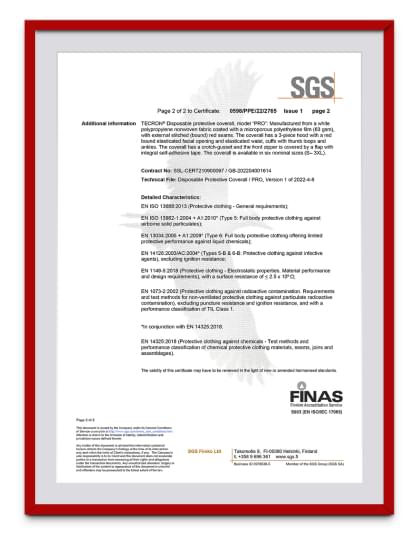 SGS
Page 2 of 2 to Certificate: 0598/PPE/22/2765 Issue 1 page 2
Additional information TECRON® Disposable protective coverall, model "PRO": Manufactured from a white
polypropylene nonwoven fabric coated with a microporous polyethylene film (63 gsm),
with external stitched (bound) red seams. The coverall has a 3-piece hood with a red
bound elasticated facial opening and elasticated waist, cuffs with thumb loops and
ankles. The coverall has a crotch-gusset and the front zipper is covered by a flap with
integral self-adhesive tape. The coverall is available in six nominal sizes (S- 3XL).
Contract No: SSL-CERT210900097 / GB-202204001614
Technical File: Disposable Protective Coverall / PRO, Version 1 of 2022-4-8
Detailed Characteristics:
EN ISO 13688:2013 (Protective clothing - General requirements);
EN ISO 13982-1:2004 + A1:2010* (Type 5: Full body protective clothing against
airborne solid particulates);
EN 13034:2005 + A1:2009* (Type 6: Full body protective clothing offering limited
protective performance against liquid chemicals);
EN 14126:2003/AC:2004* (Types 5-B & 6-B: Protective clothing against infective
agents), excluding ignition resistance;
EN 1149-5:2018 (Protective clothing - Electrostatic properties. Material performance
and design requirements), with a surface resistance of ≤ 2.5 x 10⁹ Ω;
EN 1073-2:2002 (Protective clothing against radioactive contamination. Requirements
and test methods for non-ventilated protective clothing against particulate radioactive
contamination), excluding puncture resistance and ignition resistance, and with a
performance classification of TIL Class 1.
*In conjunction with EN 14325:2018.
EN 14325:2018 (Protective clothing against chemicals - Test methods and
performance classification of chemical protective clothing materials, seams, joins and
assemblages).
The validity of this certificate may have to be reviewed in the light of new or amended harmonised standards.
FINAS
Finnish Accreditation Service
S003 (EN ISO/IEC 17065)
Page 2 of 2
This document is issued by the Company under its General Conditions
SGS Fimko Ltd Takomotie 8, FI-00380 Helsinki, Finland
t. +358 9 696 361 www.sgs.fi
Member of the SGS Group (SGS SA)